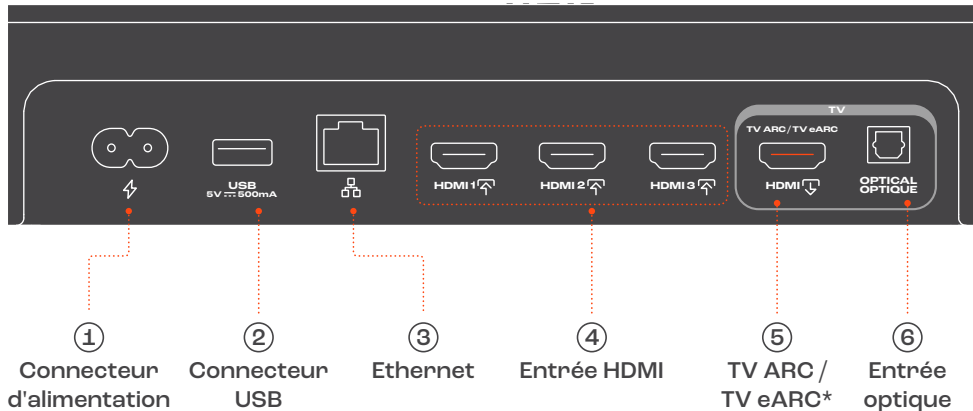 TV
TV ARC / TV eARC
USB
5V 500mA
HDMI 1
HDMI 2
HDMI 3
HDMI
OPTICAL
OPTIQUE
① ② ③ ④ ⑤ ⑥
Connecteur
d'alimentation
Connecteur
USB
Ethernet
Entrée HDMI
TV ARC /
TV eARC*
Entrée
optique